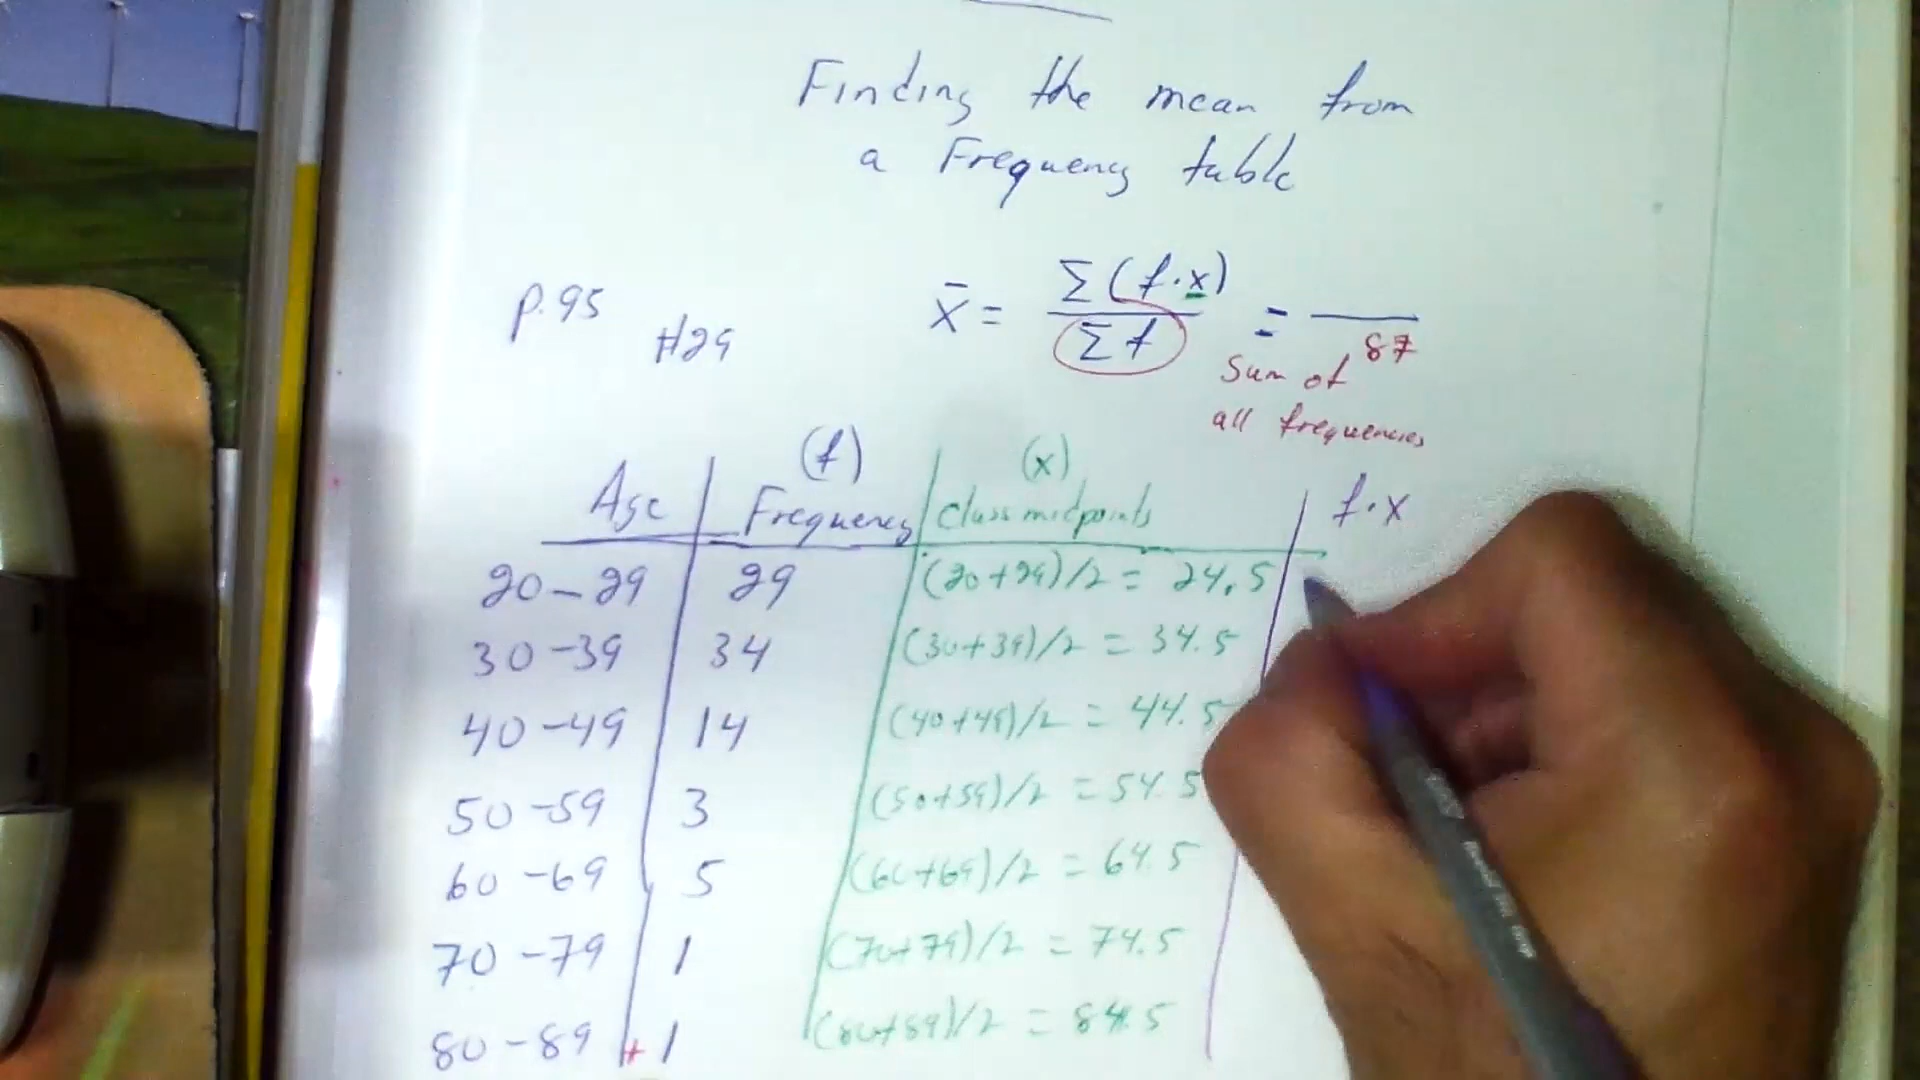 Finding the mean from
a Frequency table
p.95 #29
x̄ = Σ(f·x) / Σf = ___ / 87
Sum of
all frequencies
(f) (x)
Age Frequency Class midpoints f·x
20-29 29 (20+29)/2 = 24.5
30-39 34 (30+39)/2 = 34.5
40-49 14 (40+49)/2 = 44.5
50-59 3 (50+59)/2 = 54.5
60-69 5 (60+69)/2 = 64.5
70-79 1 (70+79)/2 = 74.5
80-89 +1 (80+89)/2 = 84.5